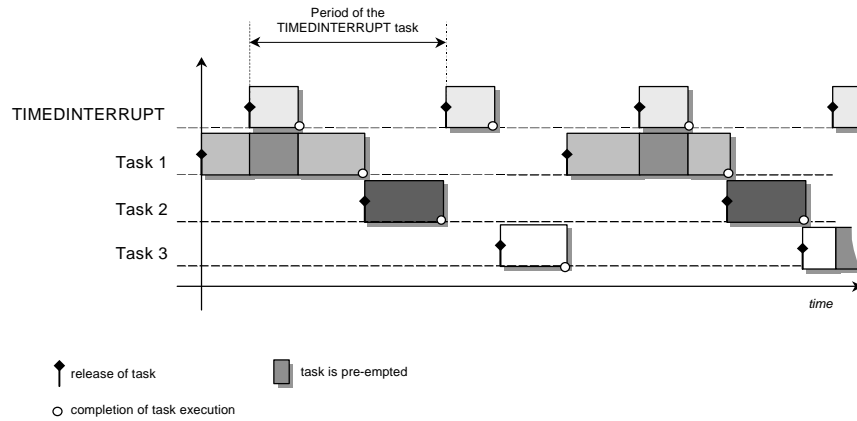 Period of the
TIMEDINTERRUPT task
TIMEDINTERRUPT
Task 1
Task 2
Task 3
time
release of task
task is pre-empted
completion of task execution